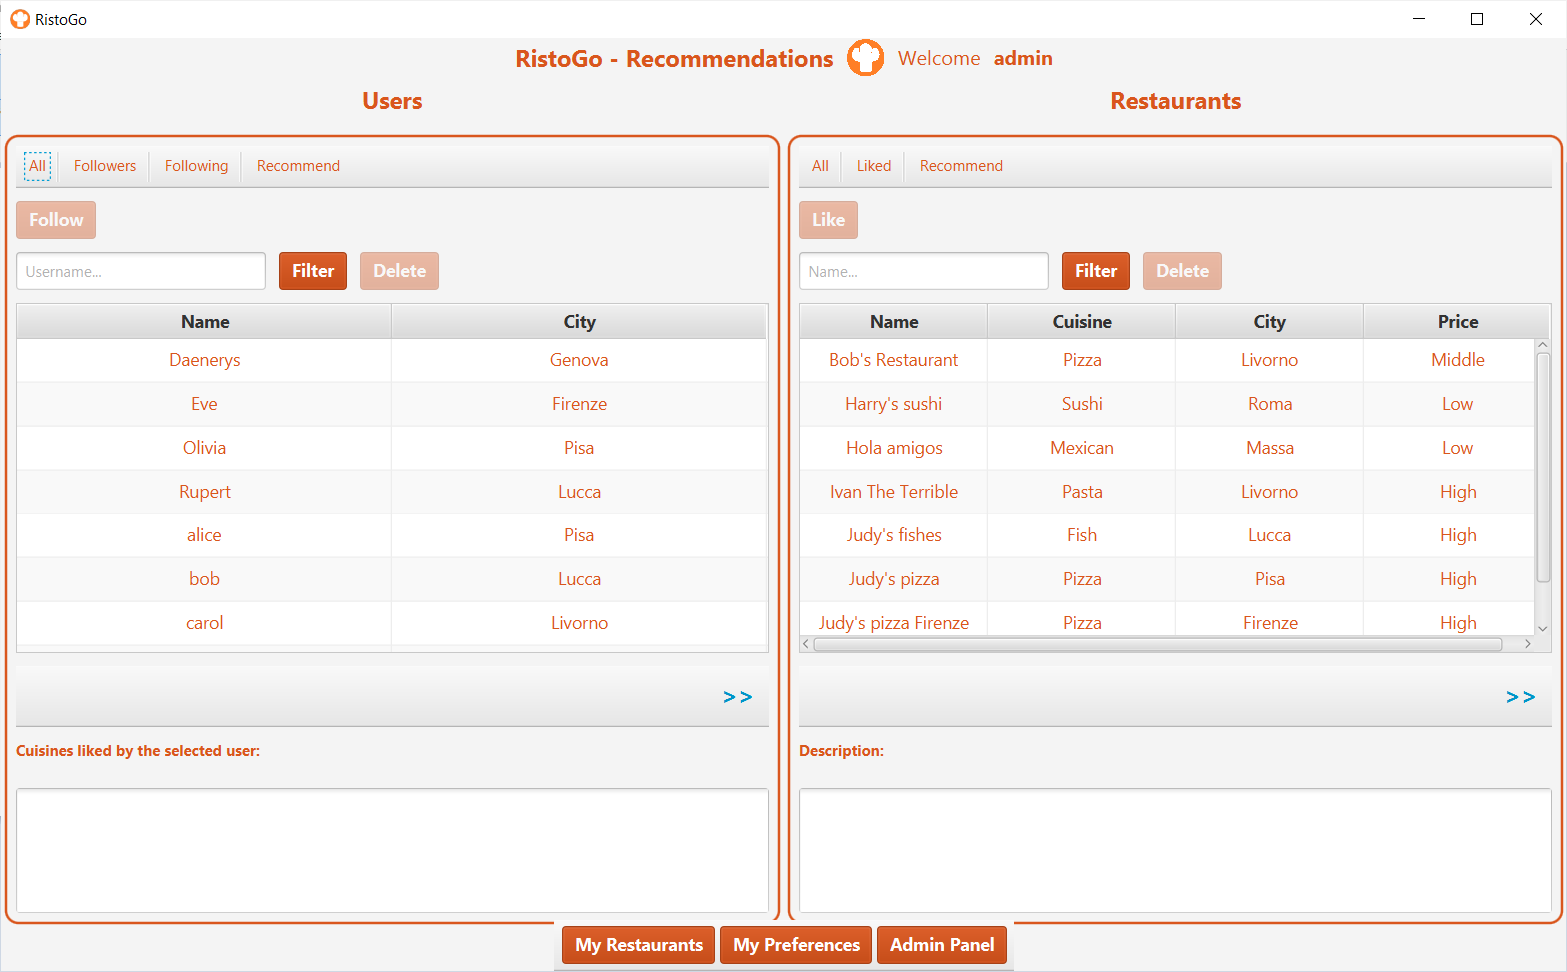 RistoGo
RistoGo - Recommendations Welcome admin
Users
All Followers Following Recommend
Follow
Username... Filter Delete
Name City
Daenerys Genova
Eve Firenze
Olivia Pisa
Rupert Lucca
alice Pisa
bob Lucca
carol Livorno
>>
Cuisines liked by the selected user:
Restaurants
All Liked Recommend
Like
Name... Filter Delete
Name Cuisine City Price
Bob's Restaurant Pizza Livorno Middle
Harry's sushi Sushi Roma Low
Hola amigos Mexican Massa Low
Ivan The Terrible Pasta Livorno High
Judy's fishes Fish Lucca High
Judy's pizza Pizza Pisa High
Judy's pizza Firenze Pizza Firenze High
>>
Description:
My Restaurants My Preferences Admin Panel